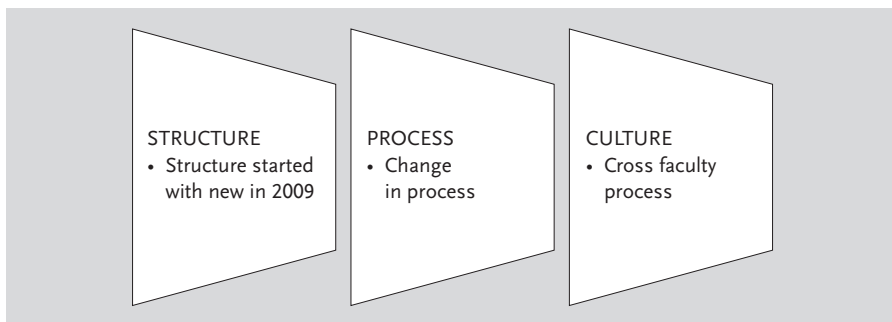 STRUCTURE
• Structure started
with new in 2009
PROCESS
• Change
in process
CULTURE
• Cross faculty
process